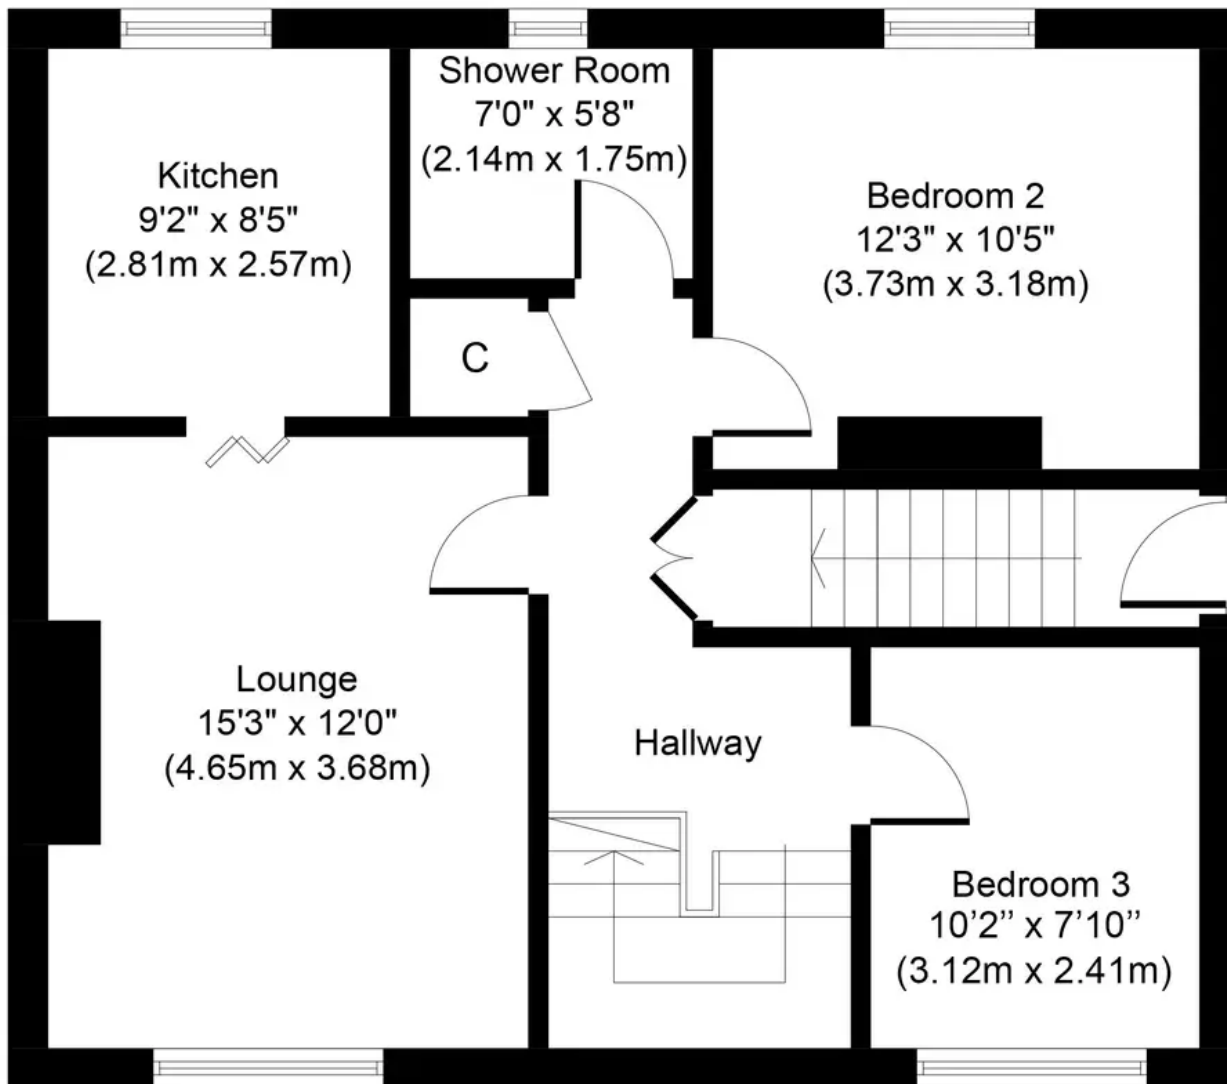 Shower Room
7'0" x 5'8"
(2.14m x 1.75m)
Kitchen
9'2" x 8'5"
(2.81m x 2.57m)
Bedroom 2
12'3" x 10'5"
(3.73m x 3.18m)
C
Lounge
15'3" x 12'0"
(4.65m x 3.68m)
Hallway
Bedroom 3
10’2’’ x 7’10’’
(3.12m x 2.41m)